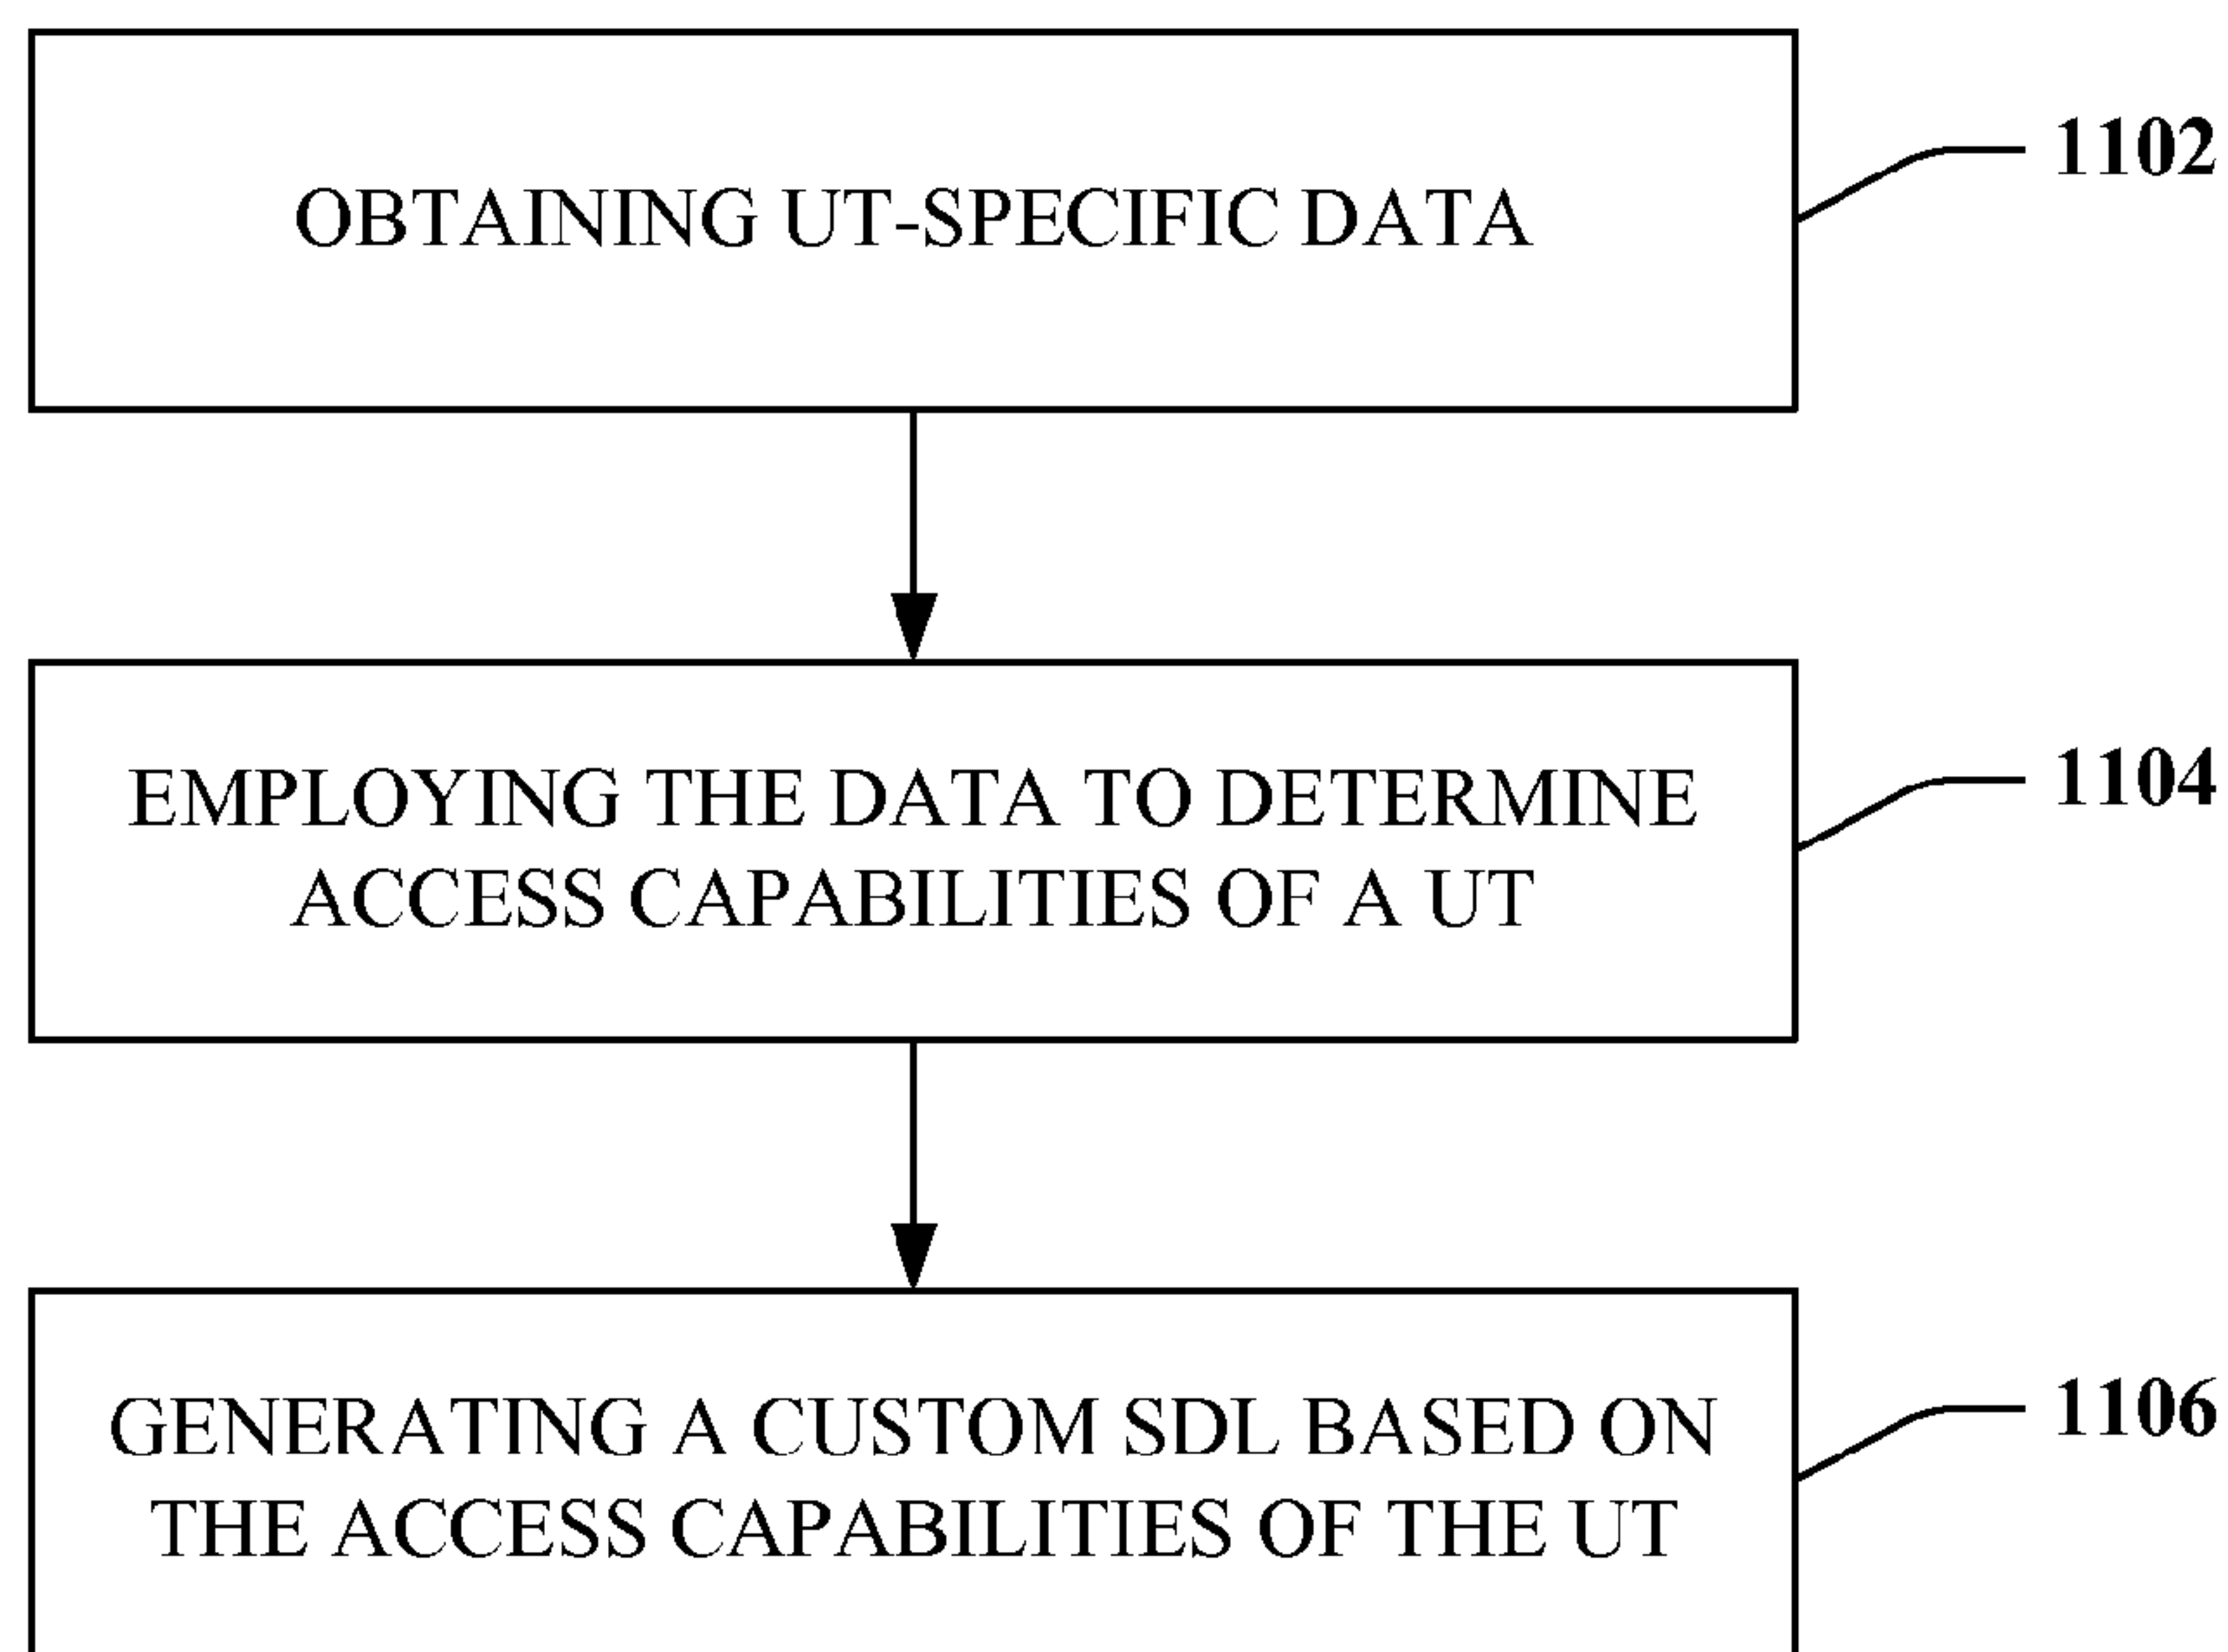 OBTAINING UT-SPECIFIC DATA
1102
EMPLOYING THE DATA TO DETERMINE
ACCESS CAPABILITIES OF A UT
1104
GENERATING A CUSTOM SDL BASED ON
THE ACCESS CAPABILITIES OF THE UT
1106